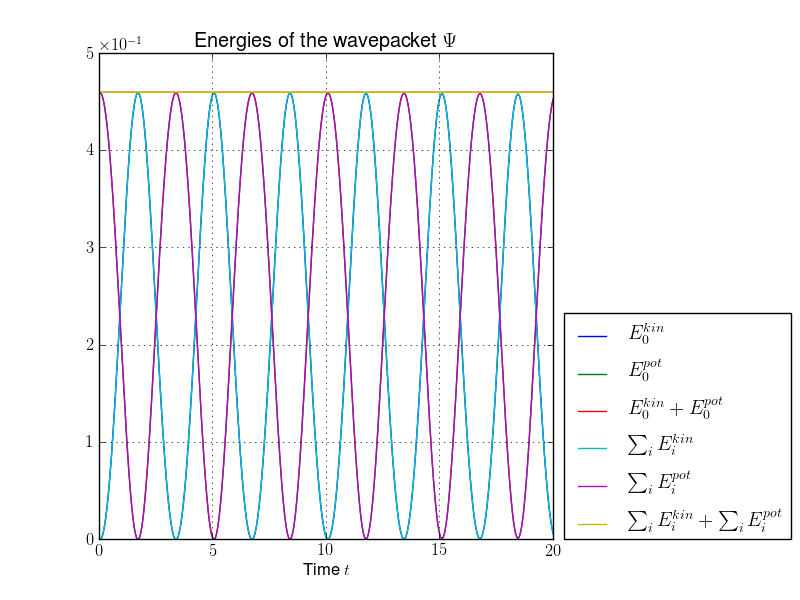 Energies of the wavepacket Ψ
×10⁻¹
5
4
3
2
1
0
0 5 10 15 20
Time t
E₀^{kin}
E₀^{pot}
E₀^{kin} + E₀^{pot}
∑ᵢ Eᵢ^{kin}
∑ᵢ Eᵢ^{pot}
∑ᵢ Eᵢ^{kin} + ∑ᵢ Eᵢ^{pot}